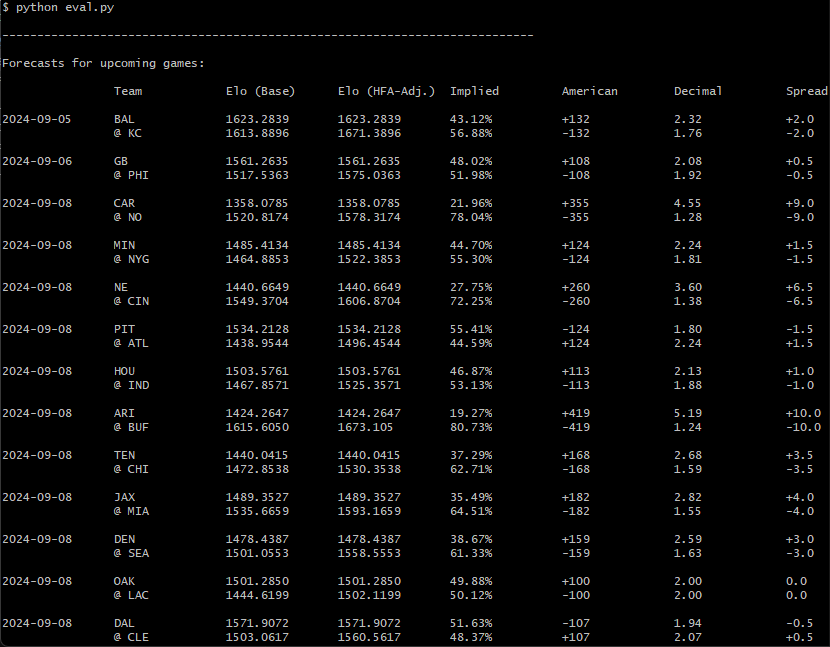 $ python eval.py
----------------------------------------------------------------------------
Forecasts for upcoming games:
Team Elo (Base) Elo (HFA-Adj.) Implied American Decimal Spread
2024-09-05 BAL 1623.2839 1623.2839 43.12% +132 2.32 +2.0
@ KC 1613.8896 1671.3896 56.88% -132 1.76 -2.0
2024-09-06 GB 1561.2635 1561.2635 48.02% +108 2.08 +0.5
@ PHI 1517.5363 1575.0363 51.98% -108 1.92 -0.5
2024-09-08 CAR 1358.0785 1358.0785 21.96% +355 4.55 +9.0
@ NO 1520.8174 1578.3174 78.04% -355 1.28 -9.0
2024-09-08 MIN 1485.4134 1485.4134 44.70% +124 2.24 +1.5
@ NYG 1464.8853 1522.3853 55.30% -124 1.81 -1.5
2024-09-08 NE 1440.6649 1440.6649 27.75% +260 3.60 +6.5
@ CIN 1549.3704 1606.8704 72.25% -260 1.38 -6.5
2024-09-08 PIT 1534.2128 1534.2128 55.41% -124 1.80 -1.5
@ ATL 1438.9544 1496.4544 44.59% +124 2.24 +1.5
2024-09-08 HOU 1503.5761 1503.5761 46.87% +113 2.13 +1.0
@ IND 1467.8571 1525.3571 53.13% -113 1.88 -1.0
2024-09-08 ARI 1424.2647 1424.2647 19.27% +419 5.19 +10.0
@ BUF 1615.6050 1673.105 80.73% -419 1.24 -10.0
2024-09-08 TEN 1440.0415 1440.0415 37.29% +168 2.68 +3.5
@ CHI 1472.8538 1530.3538 62.71% -168 1.59 -3.5
2024-09-08 JAX 1489.3527 1489.3527 35.49% +182 2.82 +4.0
@ MIA 1535.6659 1593.1659 64.51% -182 1.55 -4.0
2024-09-08 DEN 1478.4387 1478.4387 38.67% +159 2.59 +3.0
@ SEA 1501.0553 1558.5553 61.33% -159 1.63 -3.0
2024-09-08 OAK 1501.2850 1501.2850 49.88% +100 2.00 0.0
@ LAC 1444.6199 1502.1199 50.12% -100 2.00 0.0
2024-09-08 DAL 1571.9072 1571.9072 51.63% -107 1.94 -0.5
@ CLE 1503.0617 1560.5617 48.37% +107 2.07 +0.5